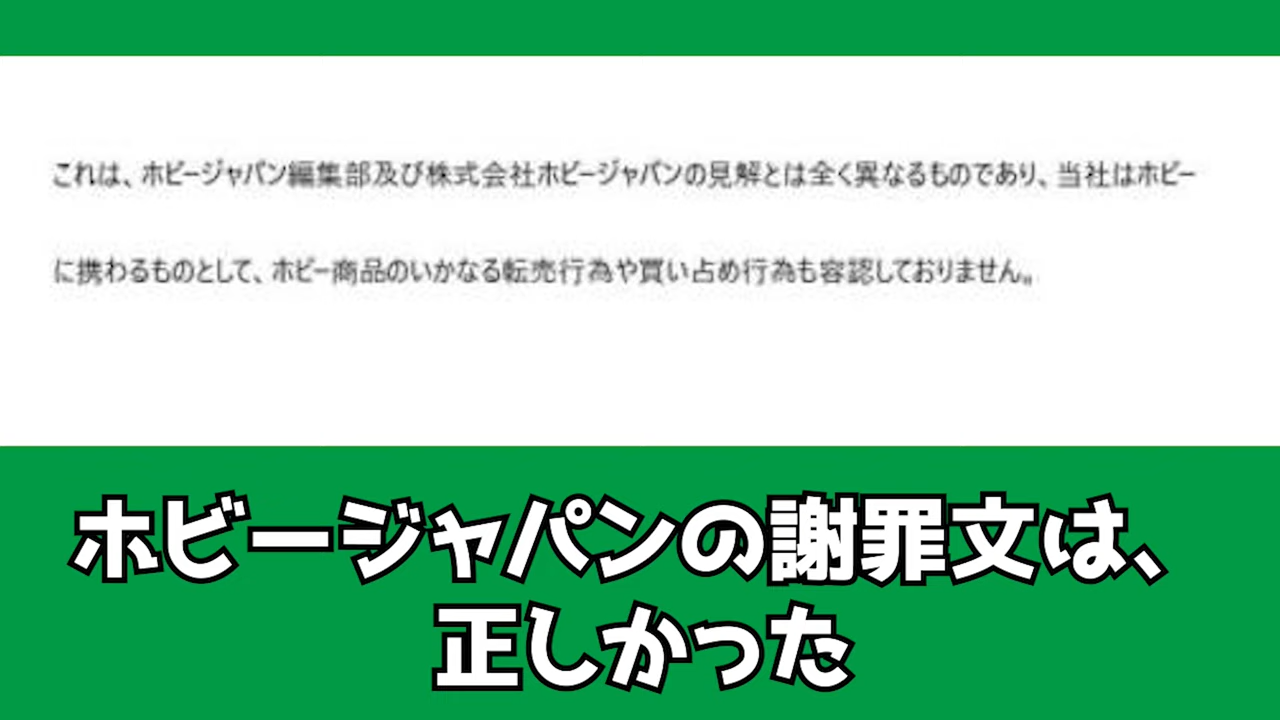 これは、ホビージャパン編集部及び株式会社ホビージャパンの見解とは全く異なるものであり、当社はホビー
に携わるものとして、ホビー商品のいかなる転売行為や買い占め行為も容認しておりません。
ホビージャパンの謝罪文は、
正しかった